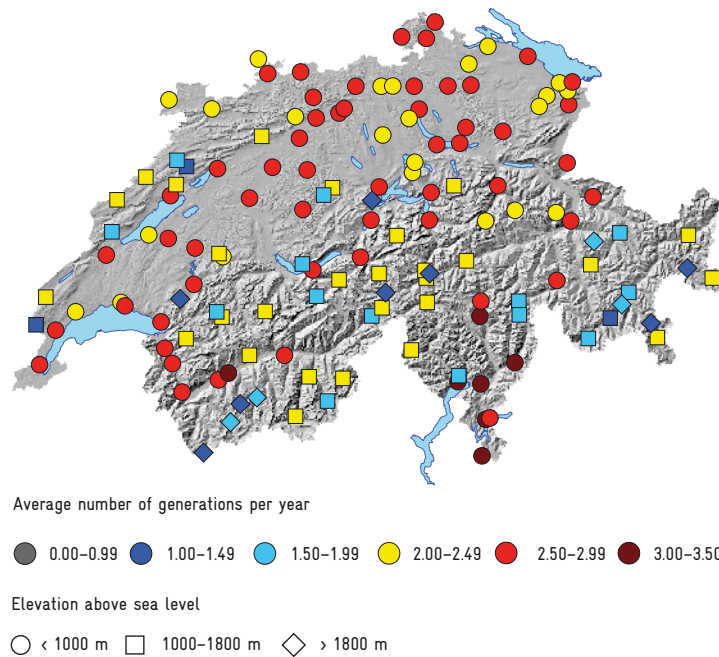 Average number of generations per year
0.00–0.99 1.00–1.49 1.50–1.99 2.00–2.49 2.50–2.99 3.00–3.50
Elevation above sea level
< 1000 m 1000–1800 m > 1800 m